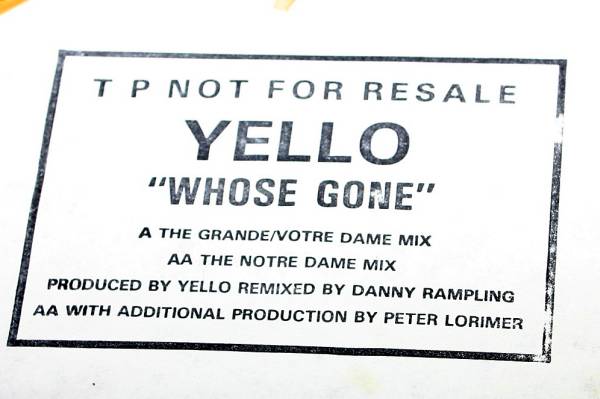 T P NOT FOR RESALE
YELLO
"WHOSE GONE"
A THE GRANDE/VOTRE DAME MIX
AA THE NOTRE DAME MIX
PRODUCED BY YELLO REMIXED BY DANNY RAMPLING
AA WITH ADDITIONAL PRODUCTION BY PETER LORIMER